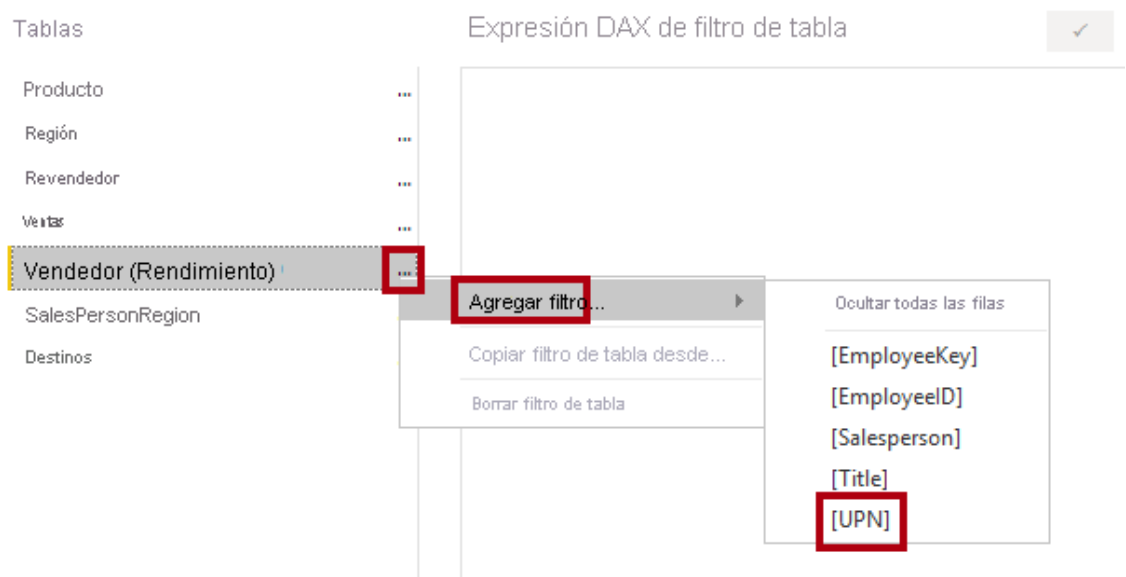 Tablas
Expresión DAX de filtro de tabla
Producto ...
Región ...
Revendedor ...
Ventas ...
Vendedor (Rendimiento) ...
SalesPersonRegion
Destinos
Agregar filtro...
Copiar filtro de tabla desde...
Borrar filtro de tabla
Ocultar todas las filas
[EmployeeKey]
[EmployeeID]
[Salesperson]
[Title]
[UPN]